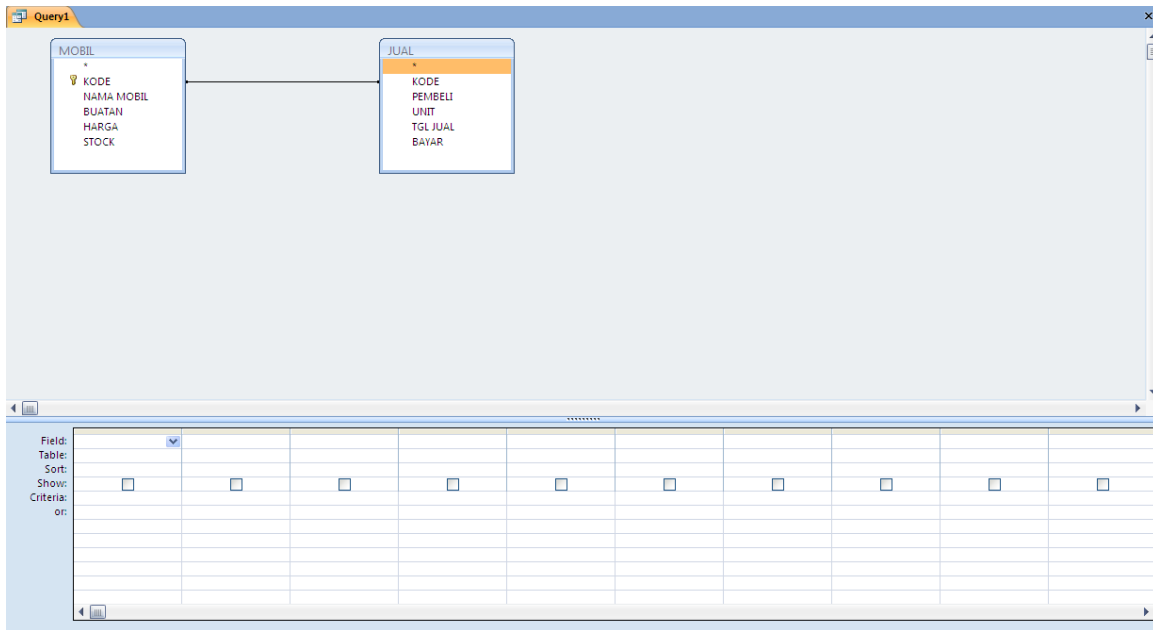 Query1
MOBIL
*
KODE
NAMA MOBIL
BUATAN
HARGA
STOCK
JUAL
*
KODE
PEMBELI
UNIT
TGL JUAL
BAYAR
Field:
Table:
Sort:
Show:
Criteria:
or: